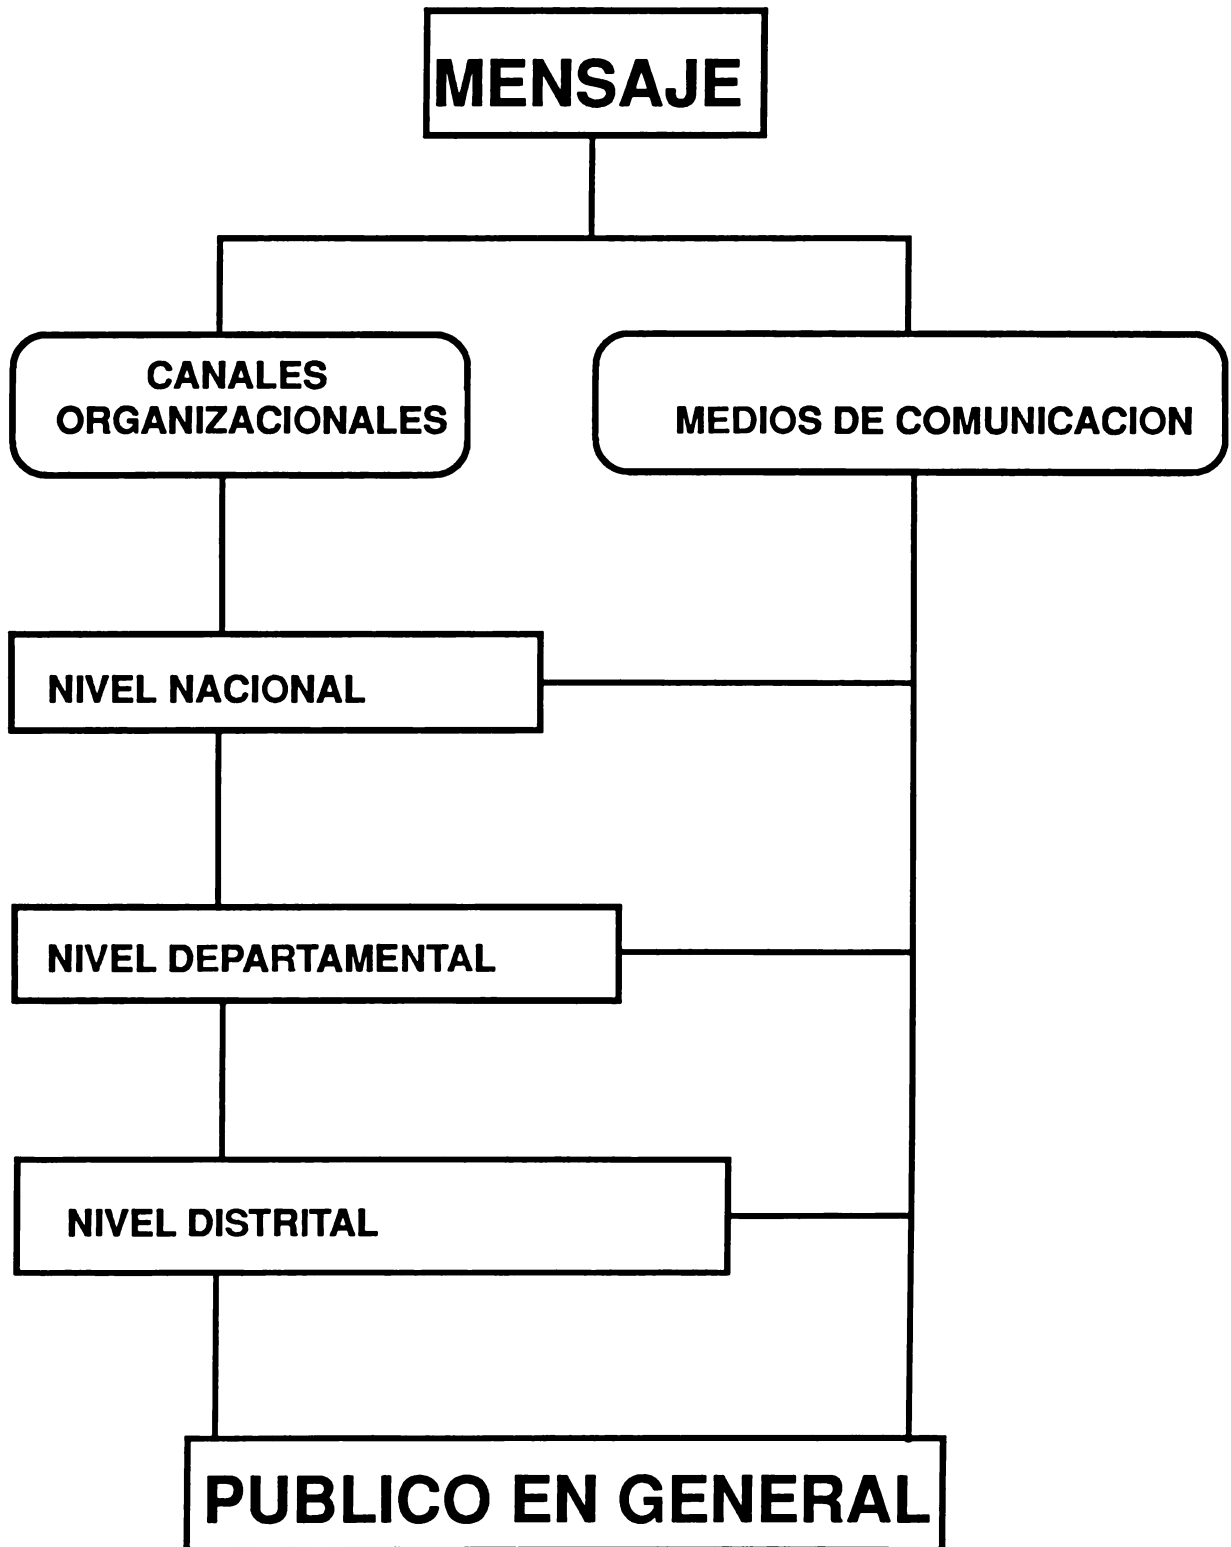 MENSAJE
CANALES
ORGANIZACIONALES
MEDIOS DE COMUNICACION
NIVEL NACIONAL
NIVEL DEPARTAMENTAL
NIVEL DISTRITAL
PUBLICO EN GENERAL